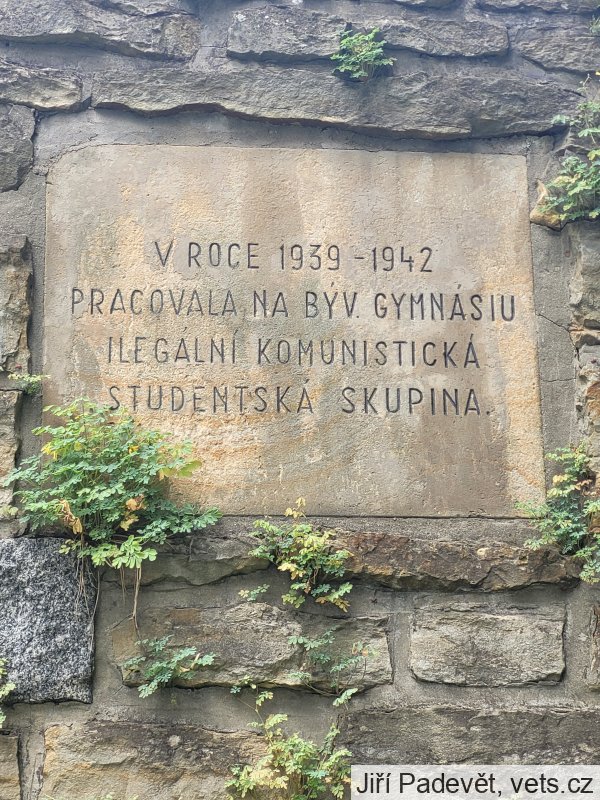 V ROCE 1939 - 1942
PRACOVALA NA BÝV. GYMNÁSIU
ILEGÁLNÍ KOMUNISTICKÁ
STUDENTSKÁ SKUPINA.
Jiří Padevět, vets.cz